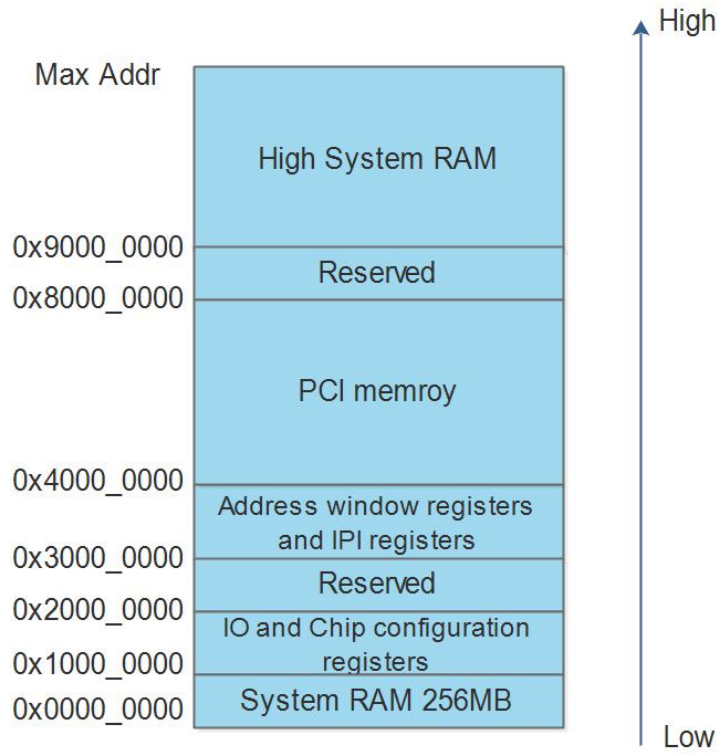 High
Max Addr
High System RAM
0x9000_0000
Reserved
0x8000_0000
PCI memroy
0x4000_0000
Address window registers
and IPI registers
0x3000_0000
Reserved
0x2000_0000
IO and Chip configuration
registers
0x1000_0000
System RAM 256MB
0x0000_0000
Low